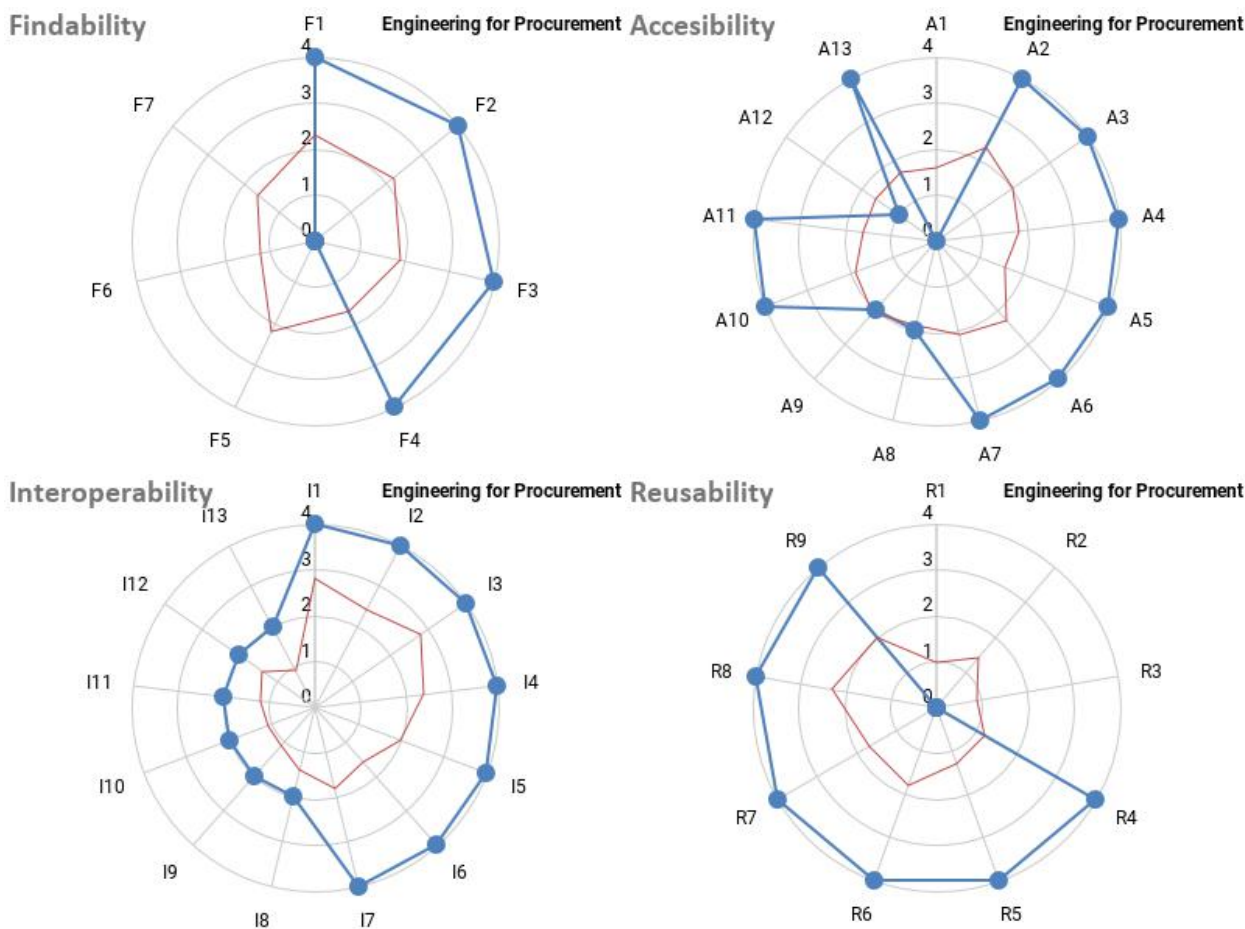 Findability
F1
Engineering for Procurement
4
3
2
1
0
F2
F3
F4
F5
F6
F7
Accesibility
A1
Engineering for Procurement
4
3
2
1
0
A2
A3
A4
A5
A6
A7
A8
A9
A10
A11
A12
A13
Interoperability
I1
Engineering for Procurement
4
3
2
1
0
I2
I3
I4
I5
I6
I7
I8
I9
I10
I11
I12
I13
Reusability
R1
Engineering for Procurement
4
3
2
1
0
R2
R3
R4
R5
R6
R7
R8
R9